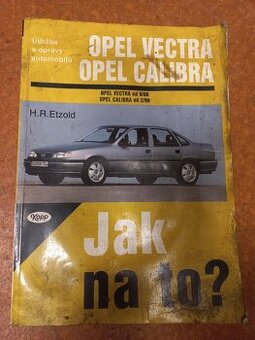 Údržba
a opravy
automobilů
OPEL VECTRA
OPEL CALIBRA
OPEL VECTRA od 9/88
OPEL CALIBRA od 2/90
H.R.Etzold
Kopp
Jak
na to?